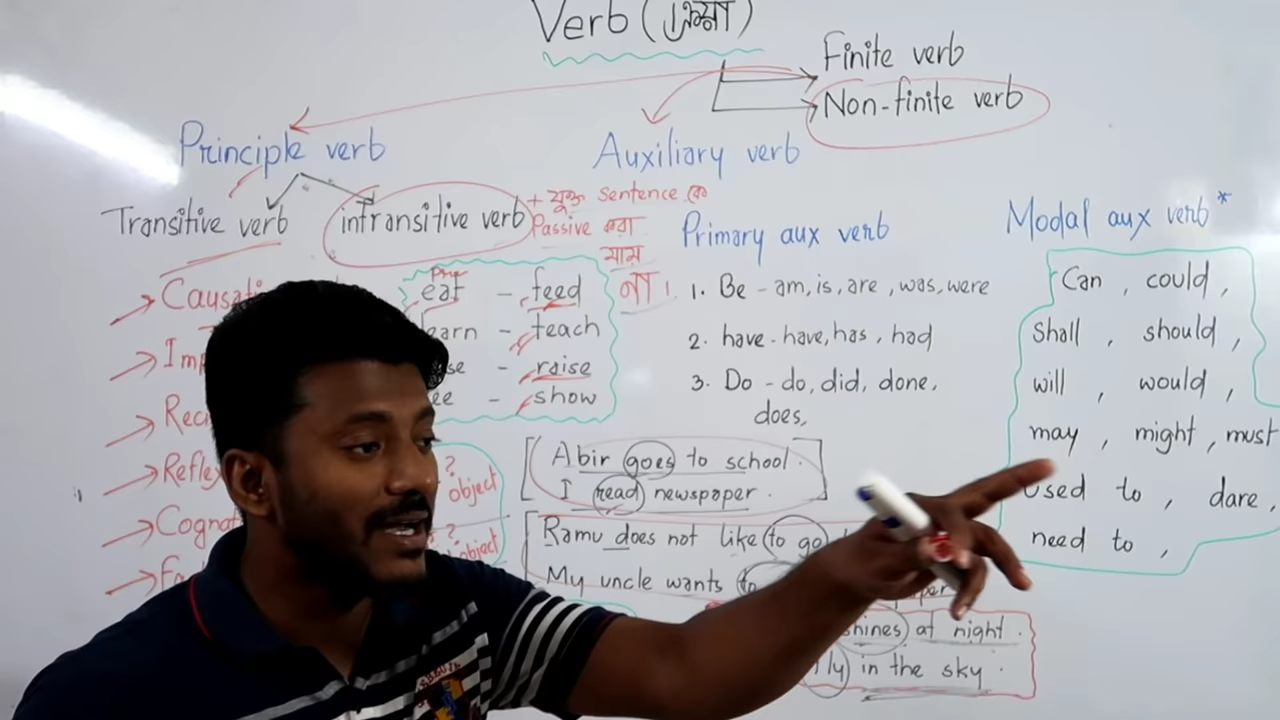 Verb (ক্রিয়া)
Finite verb
Non-finite verb
Principle verb
Auxiliary verb
Transitive verb
intransitive verb
+ যুক্ত Sentence কে
Passive করা
যায়
না।
Primary aux verb
1. Be - am, is, are, was, were
2. have - have, has, had
3. Do - do, did, done,
does,
Modal aux verb*
Can, could,
Shall, should,
will, would,
may, might, must
used to, dare,
need to,
eat - feed
learn - teach
- raise
- show
?
object
?
object
Abir goes to school.
I read newspaper.
Ramu does not like to go
My uncle wants to
shines at night.
in the sky.